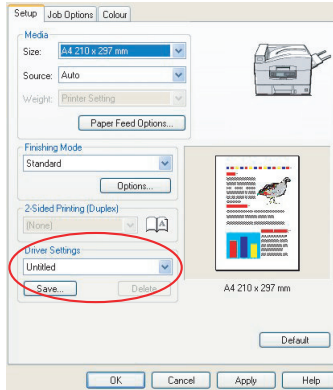 Setup Job Options Colour
Media
Size: A4 210 x 297 mm
Source: Auto
Weight: Printer Setting
Paper Feed Options...
Finishing Mode
Standard
Options...
2-Sided Printing (Duplex)
(None)
A
Driver Settings
Untitled
Save... Delete
A4 210 x 297 mm
Default
OK Cancel Apply Help